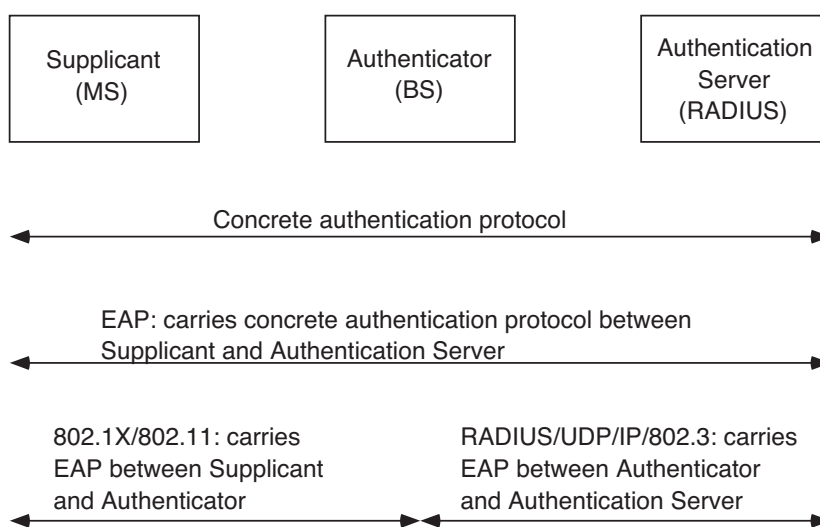 Supplicant
(MS)
Authenticator
(BS)
Authentication
Server
(RADIUS)
Concrete authentication protocol
EAP: carries concrete authentication protocol between
Supplicant and Authentication Server
802.1X/802.11: carries
EAP between Supplicant
and Authenticator
RADIUS/UDP/IP/802.3: carries
EAP between Authenticator
and Authentication Server